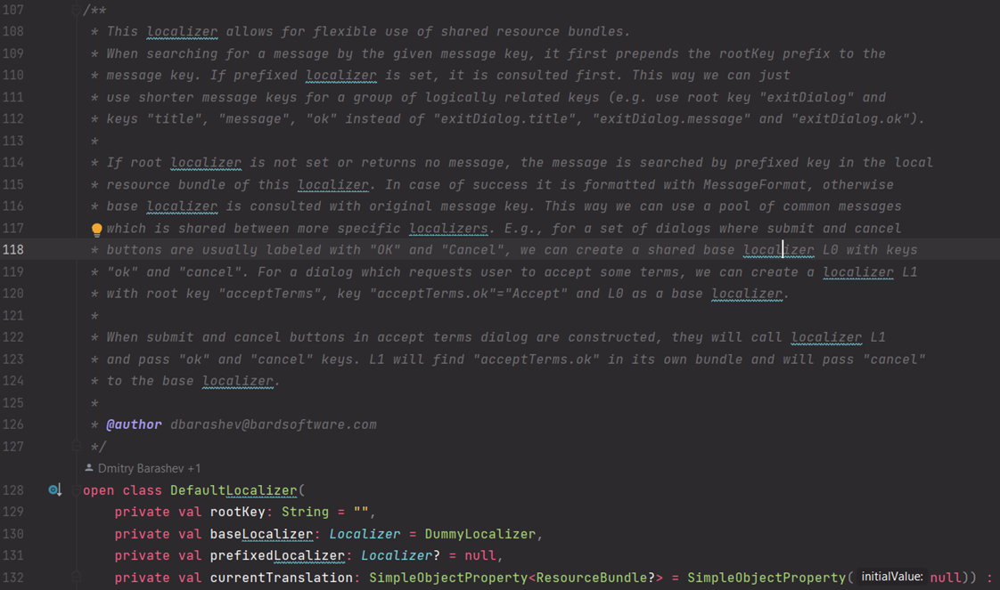 107 /**
108 * This localizer allows for flexible use of shared resource bundles.
109 * When searching for a message by the given message key, it first prepends the rootKey prefix to the
110 * message key. If prefixed localizer is set, it is consulted first. This way we can just
111 * use shorter message keys for a group of logically related keys (e.g. use root key "exitDialog" and
112 * keys "title", "message", "ok" instead of "exitDialog.title", "exitDialog.message" and "exitDialog.ok").
113 *
114 * If root localizer is not set or returns no message, the message is searched by prefixed key in the local
115 * resource bundle of this localizer. In case of success it is formatted with MessageFormat, otherwise
116 * base localizer is consulted with original message key. This way we can use a pool of common messages
117 which is shared between more specific localizers. E.g., for a set of dialogs where submit and cancel
118 * buttons are usually labeled with "OK" and "Cancel", we can create a shared base localizer L0 with keys
119 * "ok" and "cancel". For a dialog which requests user to accept some terms, we can create a localizer L1
120 * with root key "acceptTerms", key "acceptTerms.ok"="Accept" and L0 as a base localizer.
121 *
122 * When submit and cancel buttons in accept terms dialog are constructed, they will call localizer L1
123 * and pass "ok" and "cancel" keys. L1 will find "acceptTerms.ok" in its own bundle and will pass "cancel"
124 * to the base localizer.
125 *
126 * @author dbarashev@bardsoftware.com
127 */
Dmitry Barashev +1
128 open class DefaultLocalizer(
129 private val rootKey: String = "",
130 private val baseLocalizer: Localizer = DummyLocalizer,
131 private val prefixedLocalizer: Localizer? = null,
132 private val currentTranslation: SimpleObjectProperty<ResourceBundle?> = SimpleObjectProperty( initialValue: null)) :